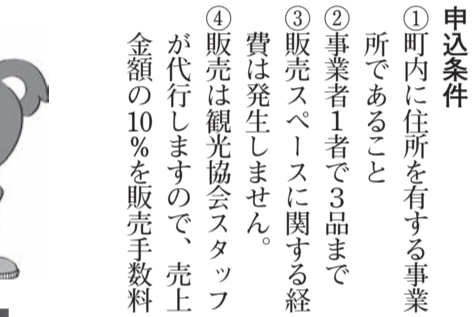 申込条件
①町内に住所を有する事業
所であること
②事業者1者で3品まで
③販売スペースに関する経
費は発生しません。
④販売は観光協会スタッフ
が代行しますので、売上
金額の10%を販売手数料